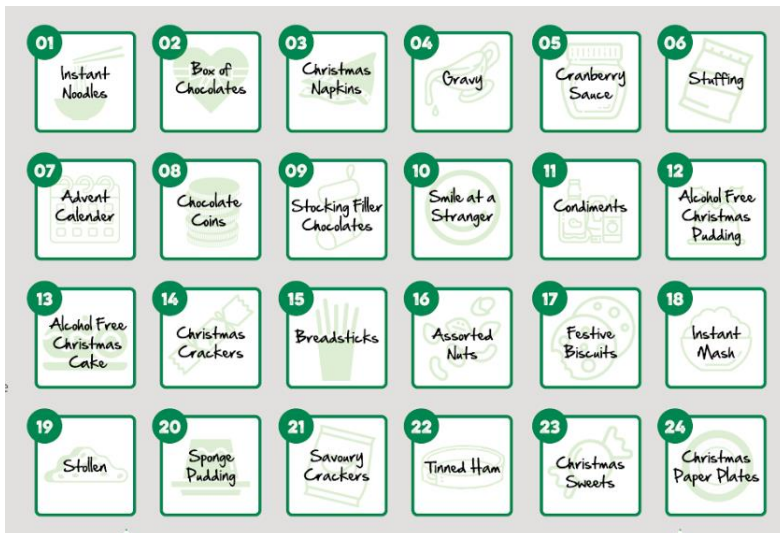 01
Instant
Noodles
02
Box of
Chocolates
03
Christmas
Napkins
04
Gravy
05
Cranberry
Sauce
06
Stuffing
07
Advent
Calender
08
Chocolate
Coins
09
Stocking Filler
Chocolates
10
Smile at a
Stranger
11
Condiments
12
Alcohol Free
Christmas
Pudding
13
Alcohol Free
Christmas
Cake
14
Christmas
Crackers
15
Breadsticks
16
Assorted
Nuts
17
Festive
Biscuits
18
Instant
Mash
19
Stollen
20
Sponge
Pudding
21
Savoury
Crackers
22
Tinned Ham
23
Christmas
Sweets
24
Christmas
Paper Plates